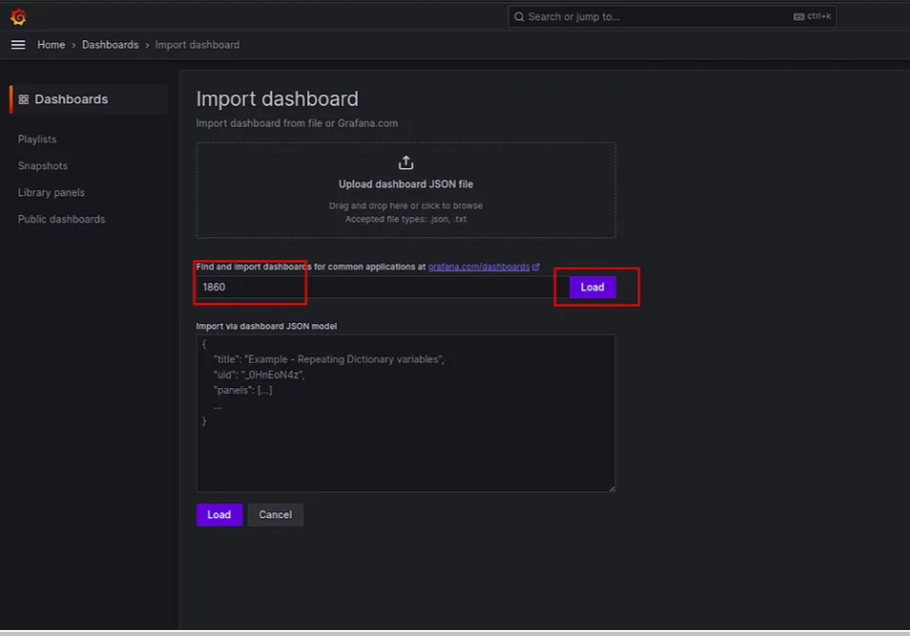 Search or jump to...
ctrl+k
Home › Dashboards › Import dashboard
Dashboards
Playlists
Snapshots
Library panels
Public dashboards
Import dashboard
Import dashboard from file or Grafana.com
Upload dashboard JSON file
Drag and drop here or click to browse
Accepted file types: .json, .txt
Find and import dashboards for common applications at grafana.com/dashboards
1860
Load
Import via dashboard JSON model
{
"title": "Example - Repeating Dictionary variables",
"uid": "_0HnEoN4z",
"panels": [...]
...
}
Load
Cancel